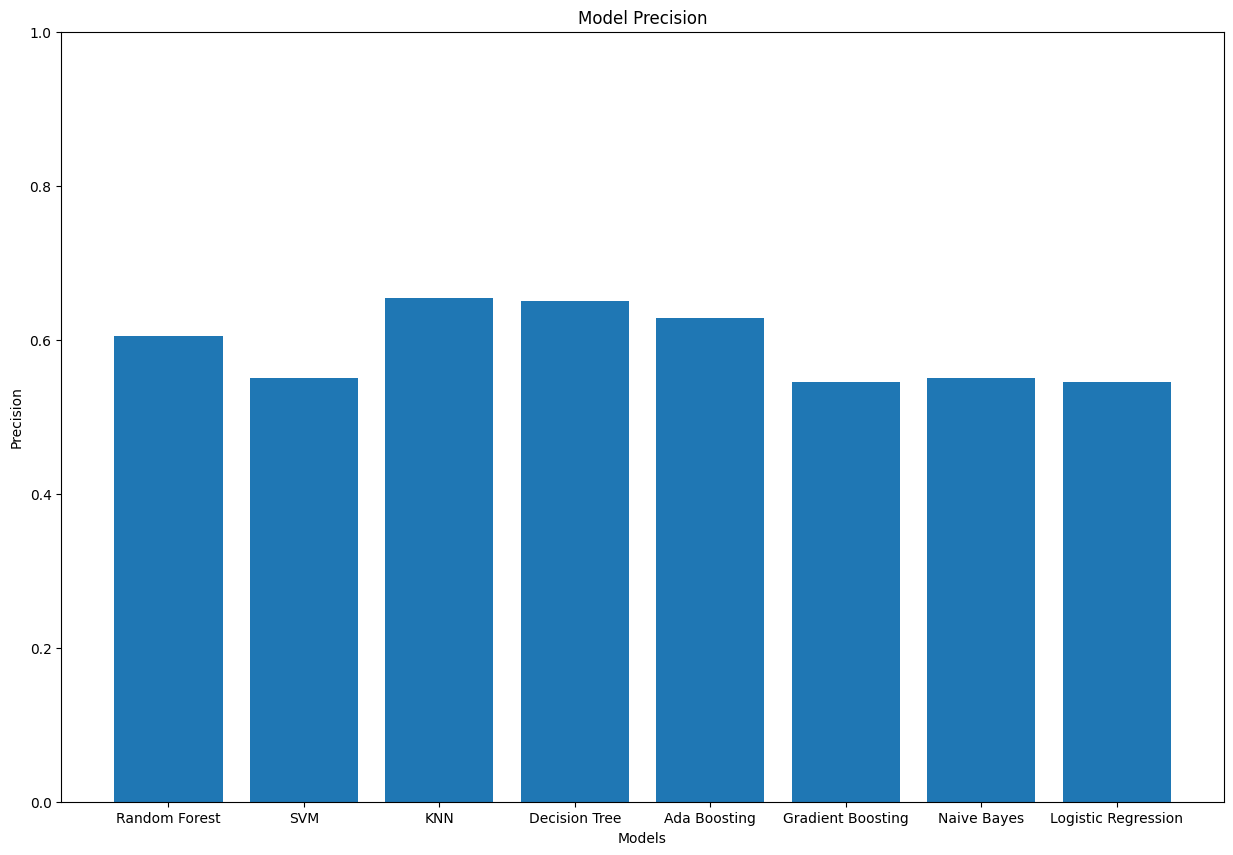 Model Precision
1.0
0.8
0.6
0.4
0.2
0.0
Precision
Random Forest SVM KNN Decision Tree Ada Boosting Gradient Boosting Naive Bayes Logistic Regression
Models